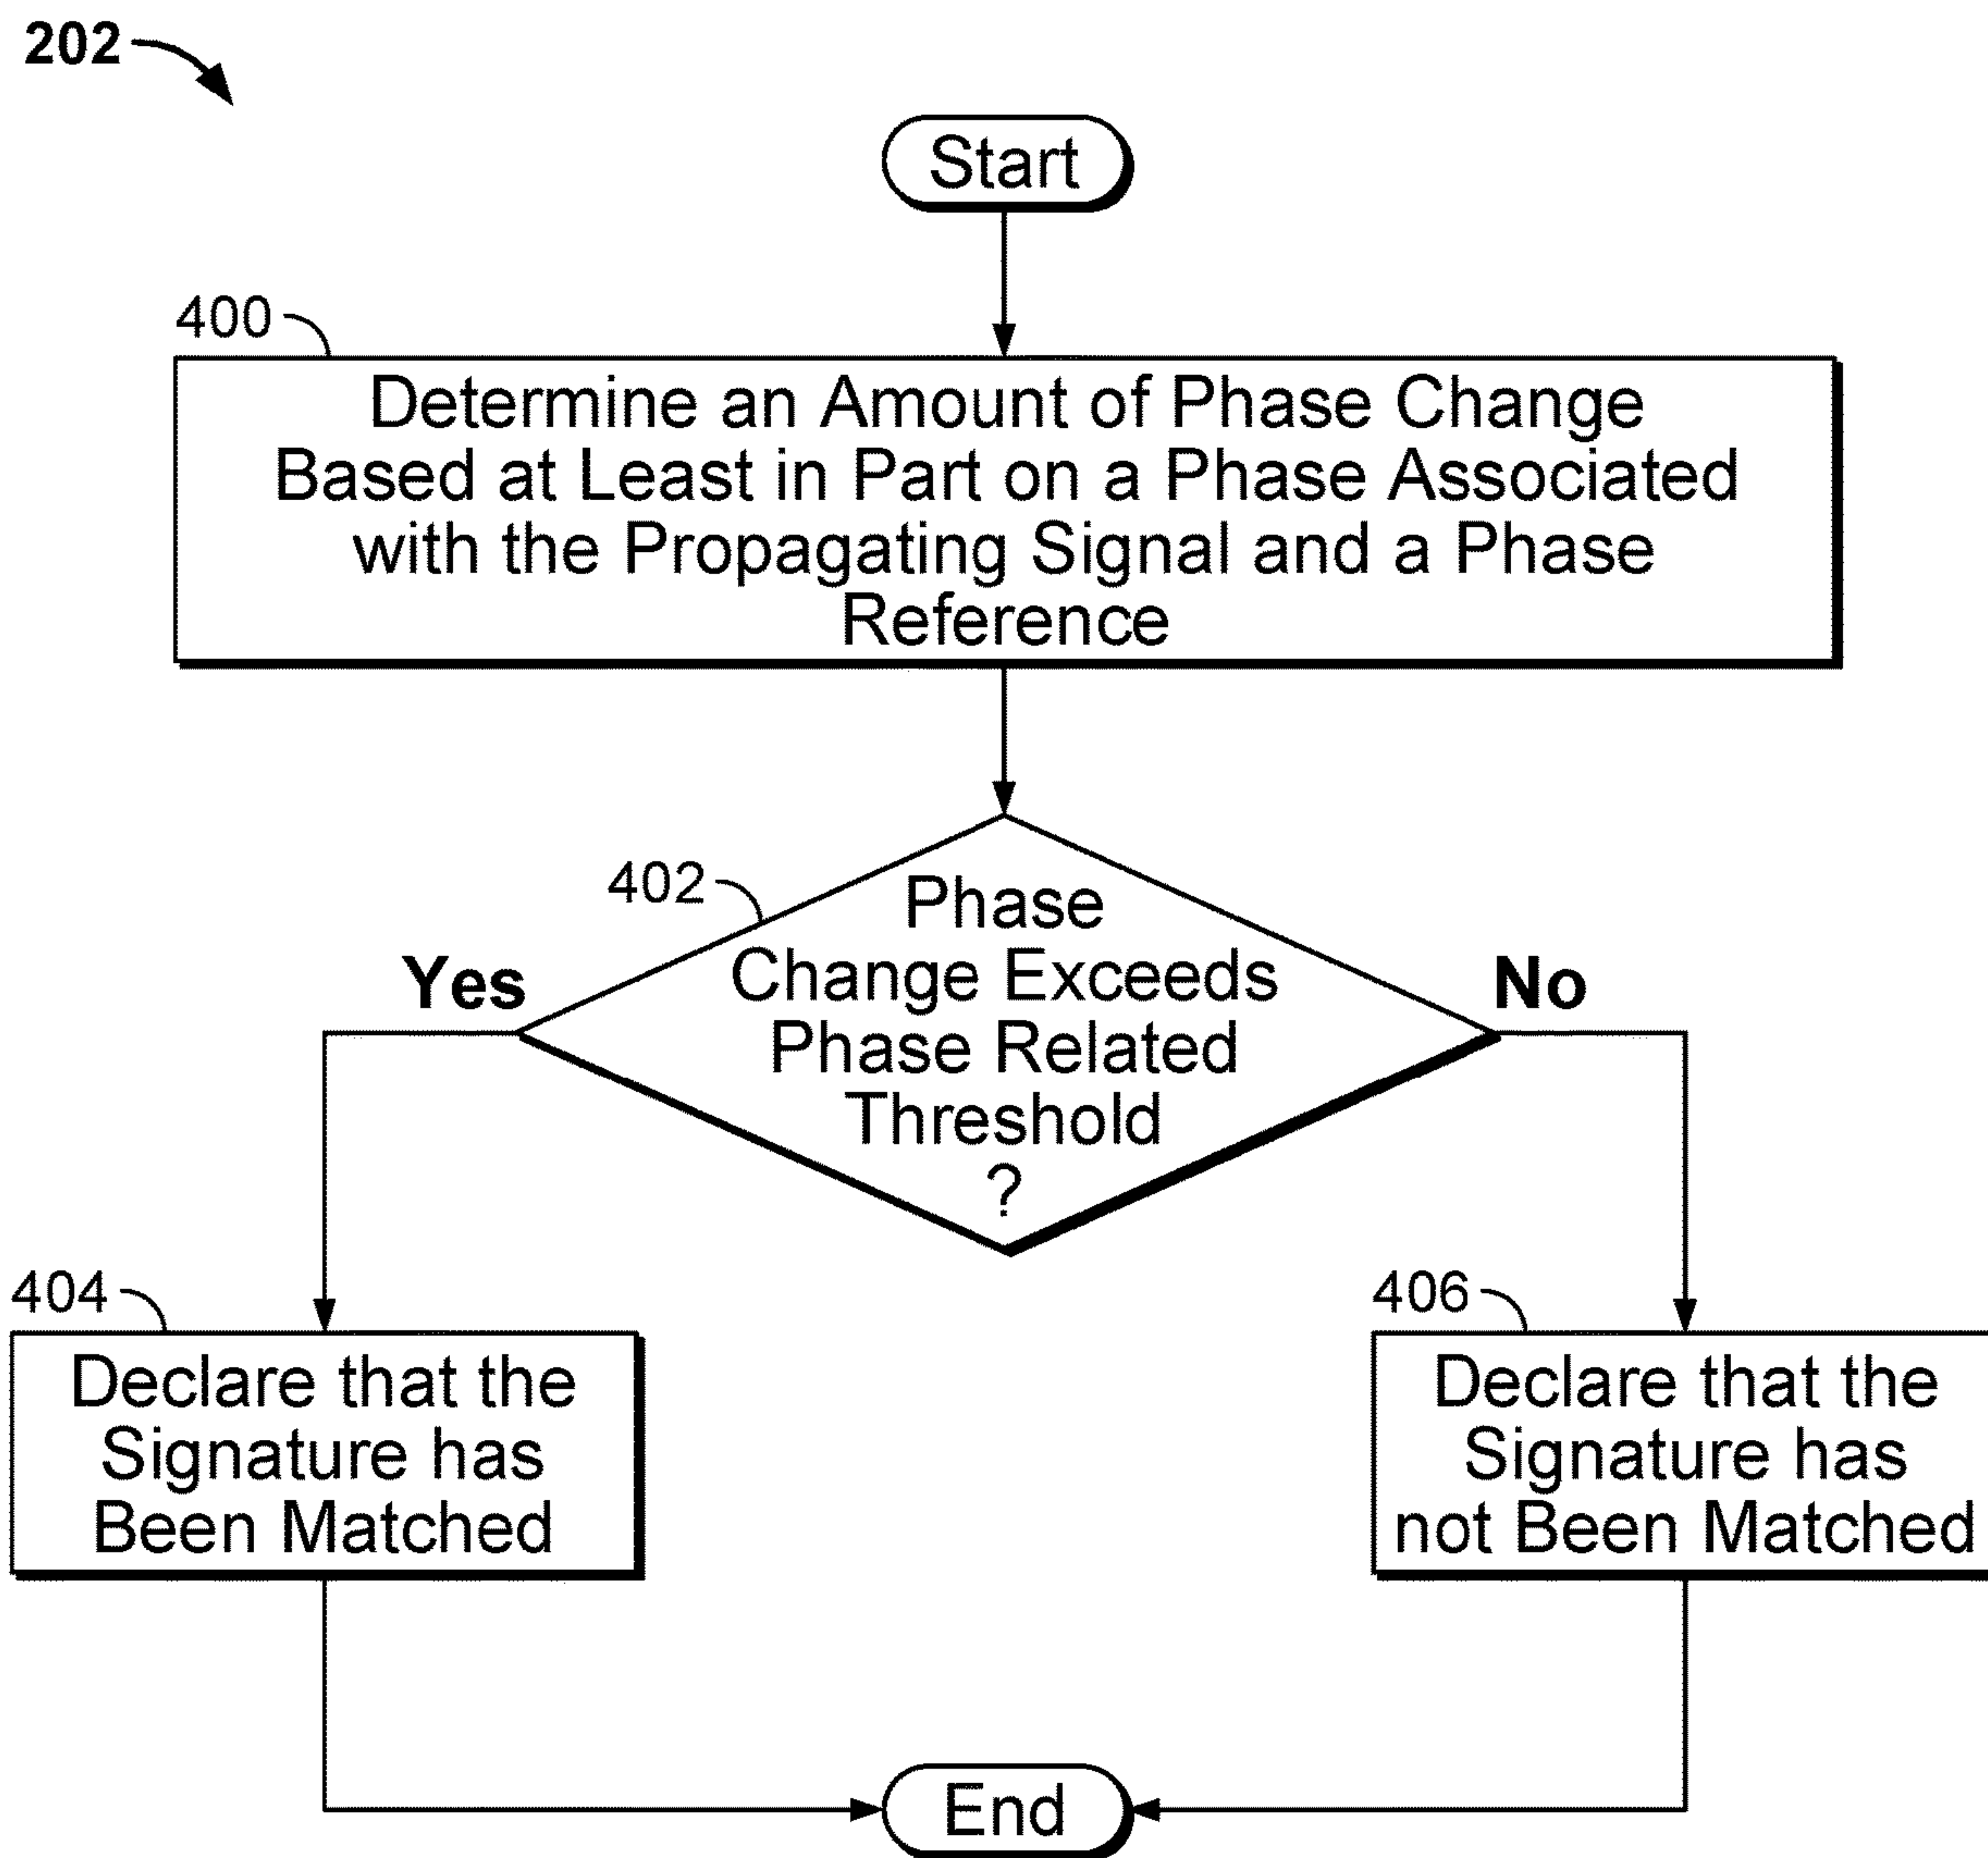 202
Start
400
Determine an Amount of Phase Change
Based at Least in Part on a Phase Associated
with the Propagating Signal and a Phase
Reference
402
Phase
Change Exceeds
Phase Related
Threshold
?
Yes
No
404
Declare that the
Signature has
Been Matched
406
Declare that the
Signature has
not Been Matched
End